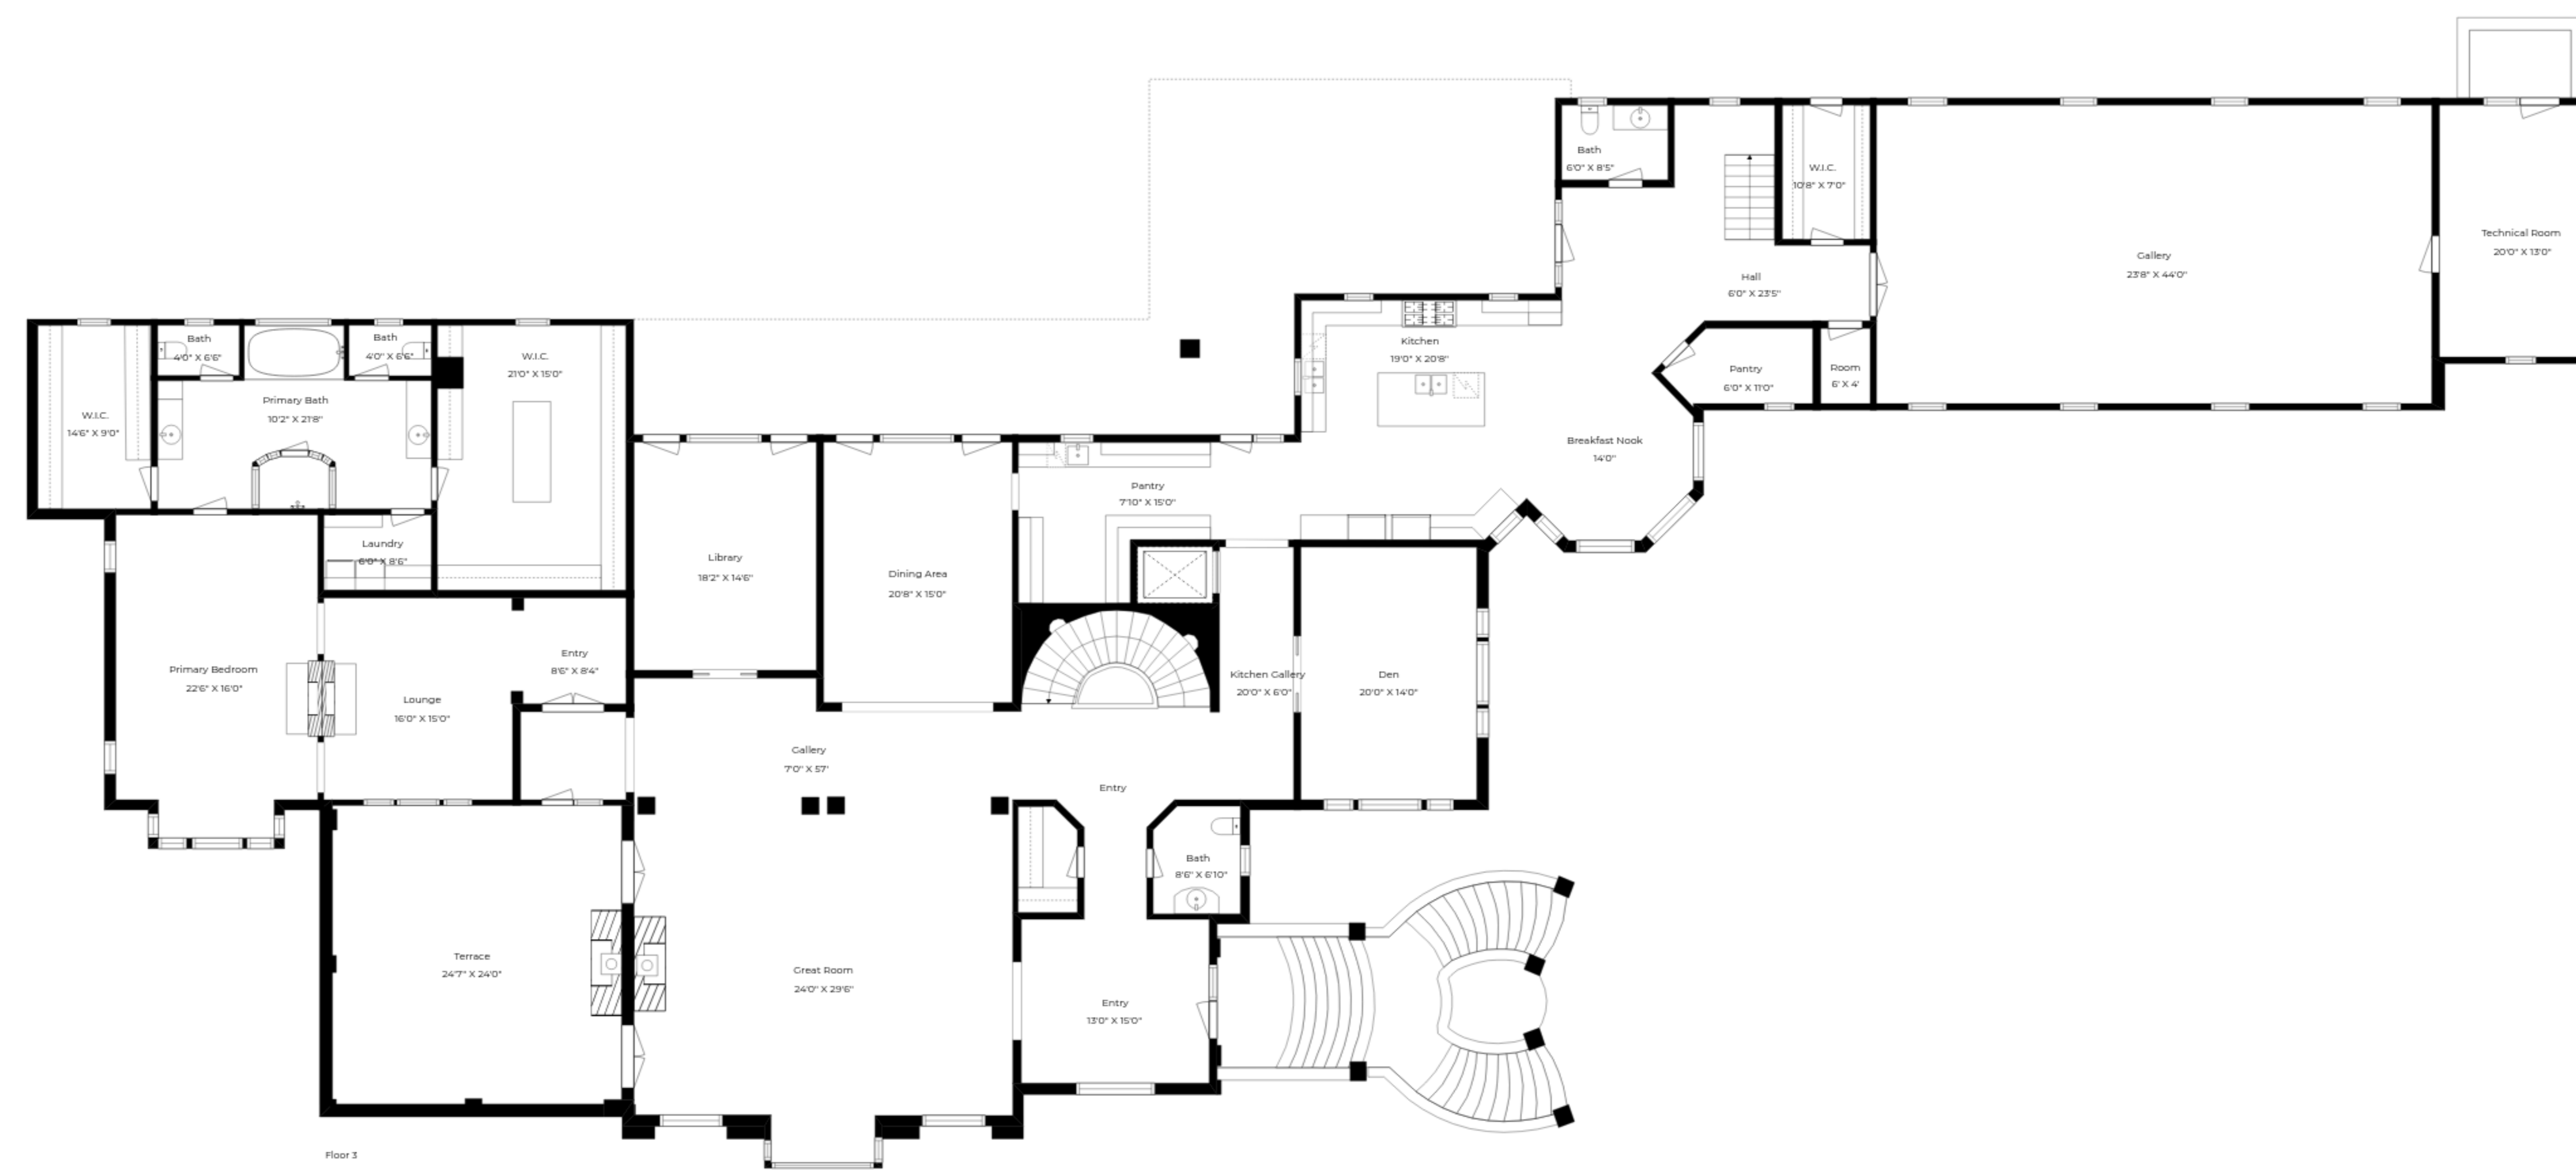 Bath
6'0" X 8'5"
W.I.C.
10'8" X 7'0"
Technical Room
20'0" X 13'0"
Gallery
23'8" X 44'0"
Hall
6'0" X 23'5"
Bath
4'0" X 6'6"
Bath
4'0" X 6'6"
W.I.C.
21'0" X 15'0"
Kitchen
19'0" X 20'8"
Pantry
6'0" X 11'0"
Room
6' X 4'
Primary Bath
10'2" X 21'8"
W.I.C.
14'6" X 9'0"
Breakfast Nook
14'0"
Pantry
7'10" X 15'0"
Laundry
6'0" X 8'6"
Library
18'2" X 14'6"
Dining Area
20'8" X 15'0"
Entry
8'6" X 8'4"
Primary Bedroom
22'6" X 16'0"
Kitchen Gallery
20'0" X 6'0"
Den
20'0" X 14'0"
Lounge
16'0" X 15'0"
Gallery
7'0" X 57'
Entry
Bath
8'6" X 6'10"
Terrace
24'7" X 24'0"
Great Room
24'0" X 29'6"
Entry
13'0" X 15'0"
Floor 3